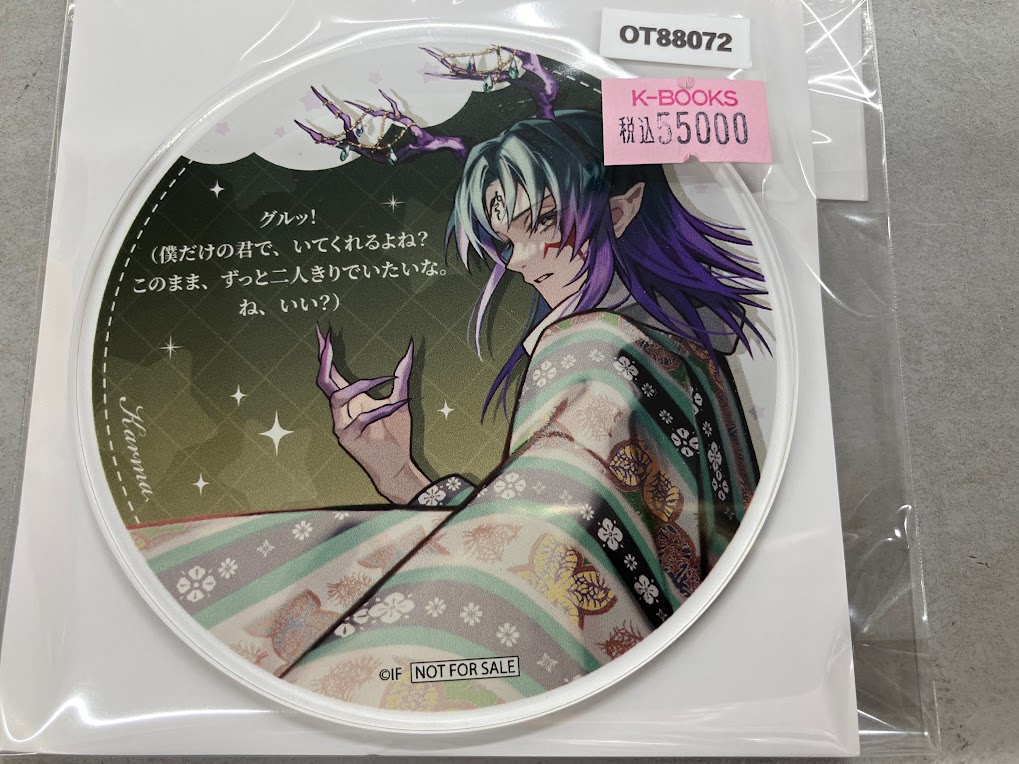 OT88072
K-BOOKS
税込55000
グルッ!
(僕だけの君で、いてくれるよね?
このまま、ずっと二人きりでいたいな。
ね、いい?)
Karma.
©IF NOT FOR SALE